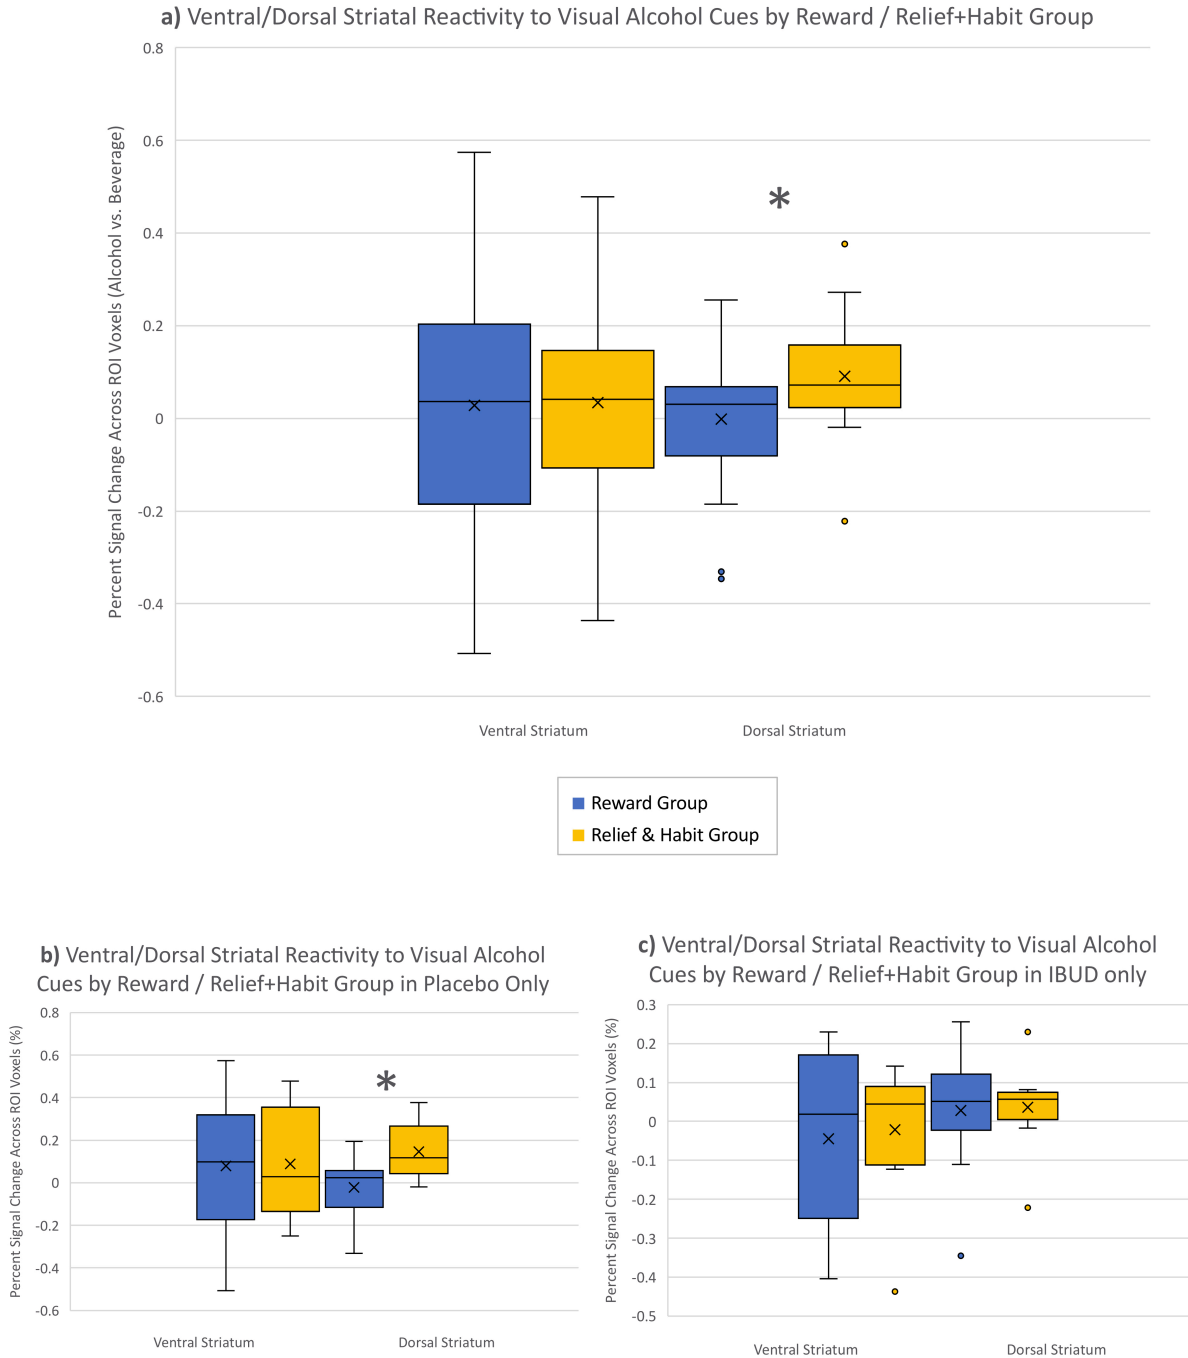 a) Ventral/Dorsal Striatal Reactivity to Visual Alcohol Cues by Reward / Relief+Habit Group
Percent Signal Change Across ROI Voxels (Alcohol vs. Beverage)
0.8
0.6
0.4
0.2
0
-0.2
-0.4
-0.6
*
Ventral Striatum
Dorsal Striatum
Reward Group
Relief & Habit Group
b) Ventral/Dorsal Striatal Reactivity to Visual Alcohol
Cues by Reward / Relief+Habit Group in Placebo Only
Percent Signal Change Across ROI Voxels (%)
0.8
0.6
0.4
0.2
0
-0.2
-0.4
-0.6
*
Ventral Striatum
Dorsal Striatum
c) Ventral/Dorsal Striatal Reactivity to Visual Alcohol
Cues by Reward / Relief+Habit Group in IBUD only
Percent Signal Change Across ROI Voxels (%)
0.3
0.2
0.1
0
-0.1
-0.2
-0.3
-0.4
-0.5
Ventral Striatum
Dorsal Striatum